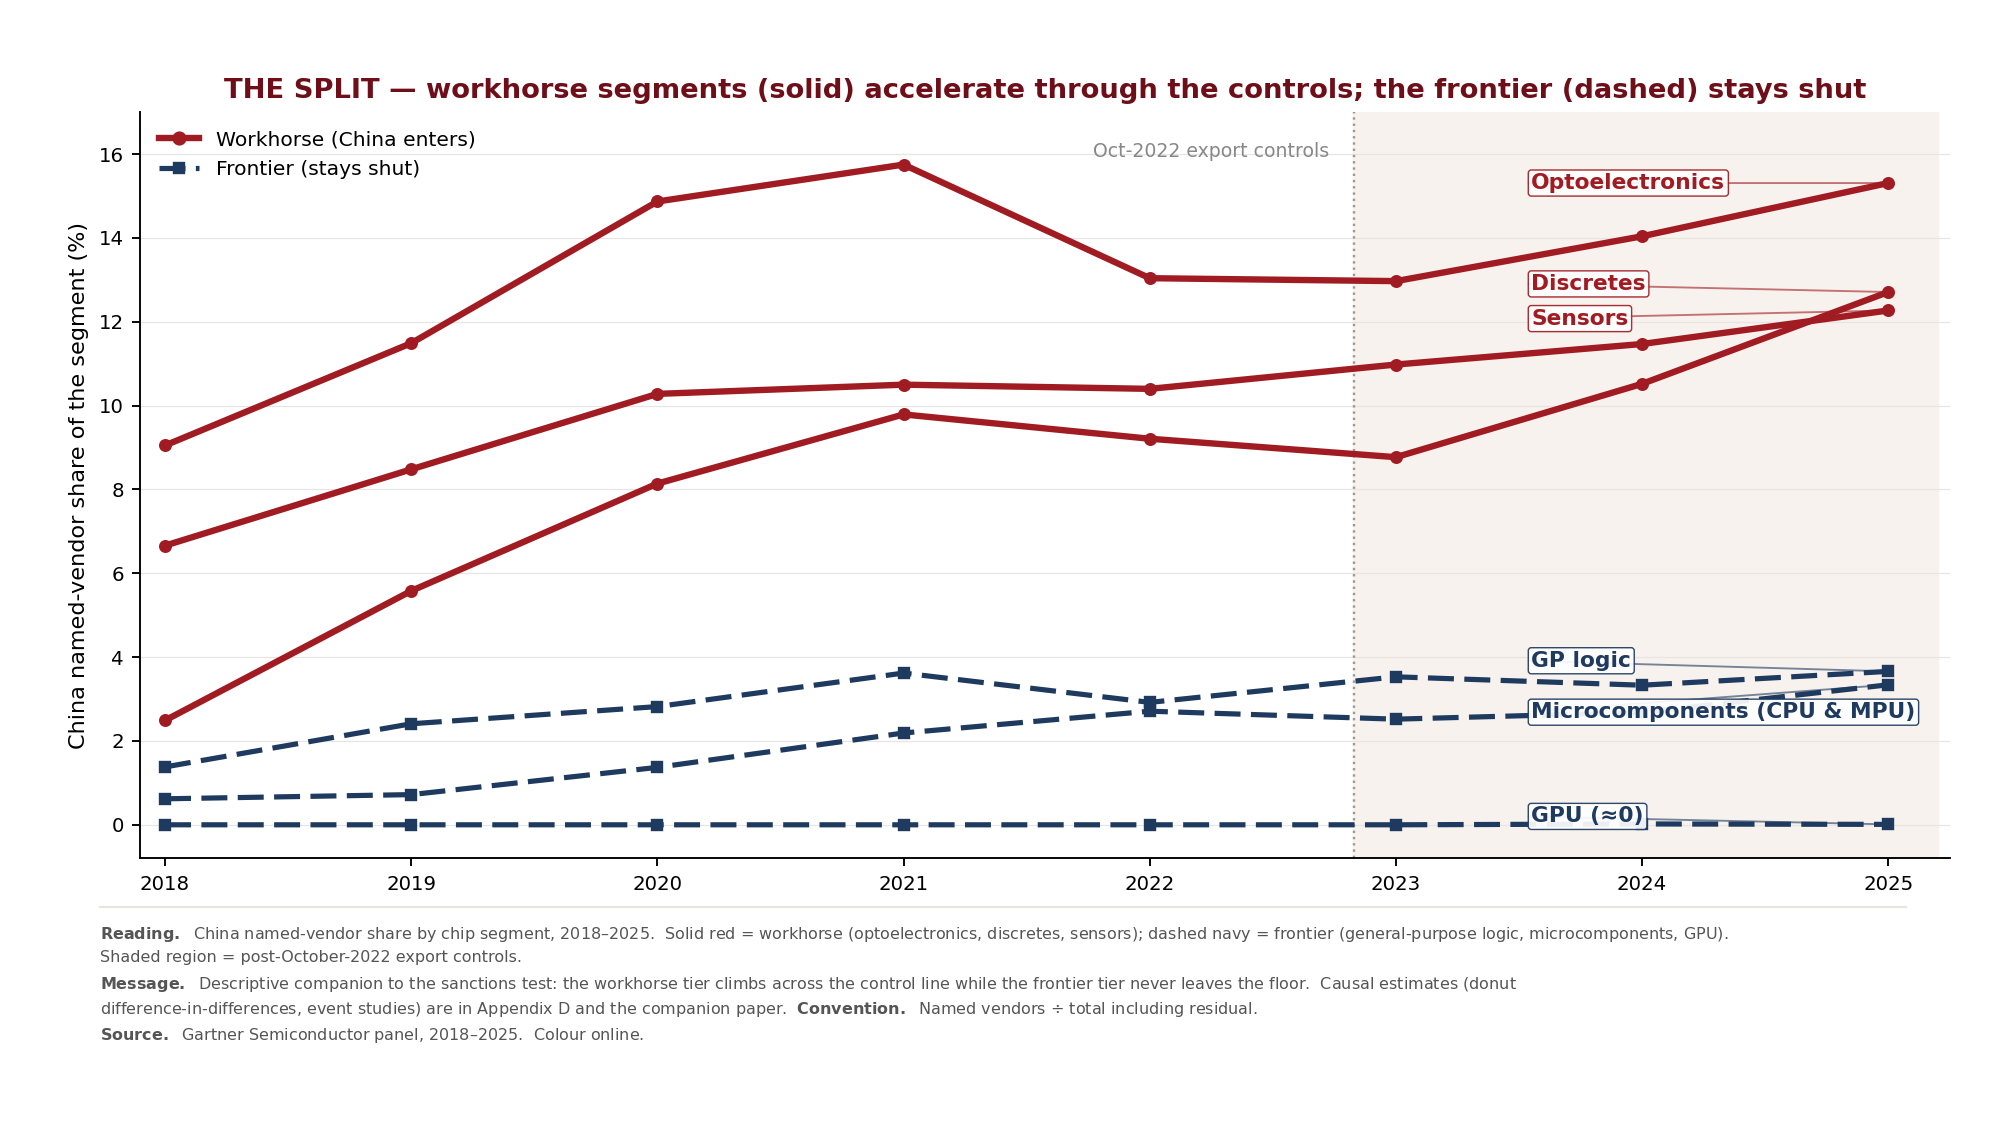 THE SPLIT — workhorse segments (solid) accelerate through the controls; the frontier (dashed) stays shut
Workhorse (China enters)
Frontier (stays shut)
Oct-2022 export controls
China named-vendor share of the segment (%)
16
14
12
10
8
6
4
2
0
Optoelectronics
Discretes
Sensors
GP logic
Microcomponents (CPU & MPU)
GPU (≈0)
2018 2019 2020 2021 2022 2023 2024 2025
Reading. China named-vendor share by chip segment, 2018–2025. Solid red = workhorse (optoelectronics, discretes, sensors); dashed navy = frontier (general-purpose logic, microcomponents, GPU).
Shaded region = post-October-2022 export controls.
Message. Descriptive companion to the sanctions test: the workhorse tier climbs across the control line while the frontier tier never leaves the floor. Causal estimates (donut
difference-in-differences, event studies) are in Appendix D and the companion paper. Convention. Named vendors ÷ total including residual.
Source. Gartner Semiconductor panel, 2018–2025. Colour online.